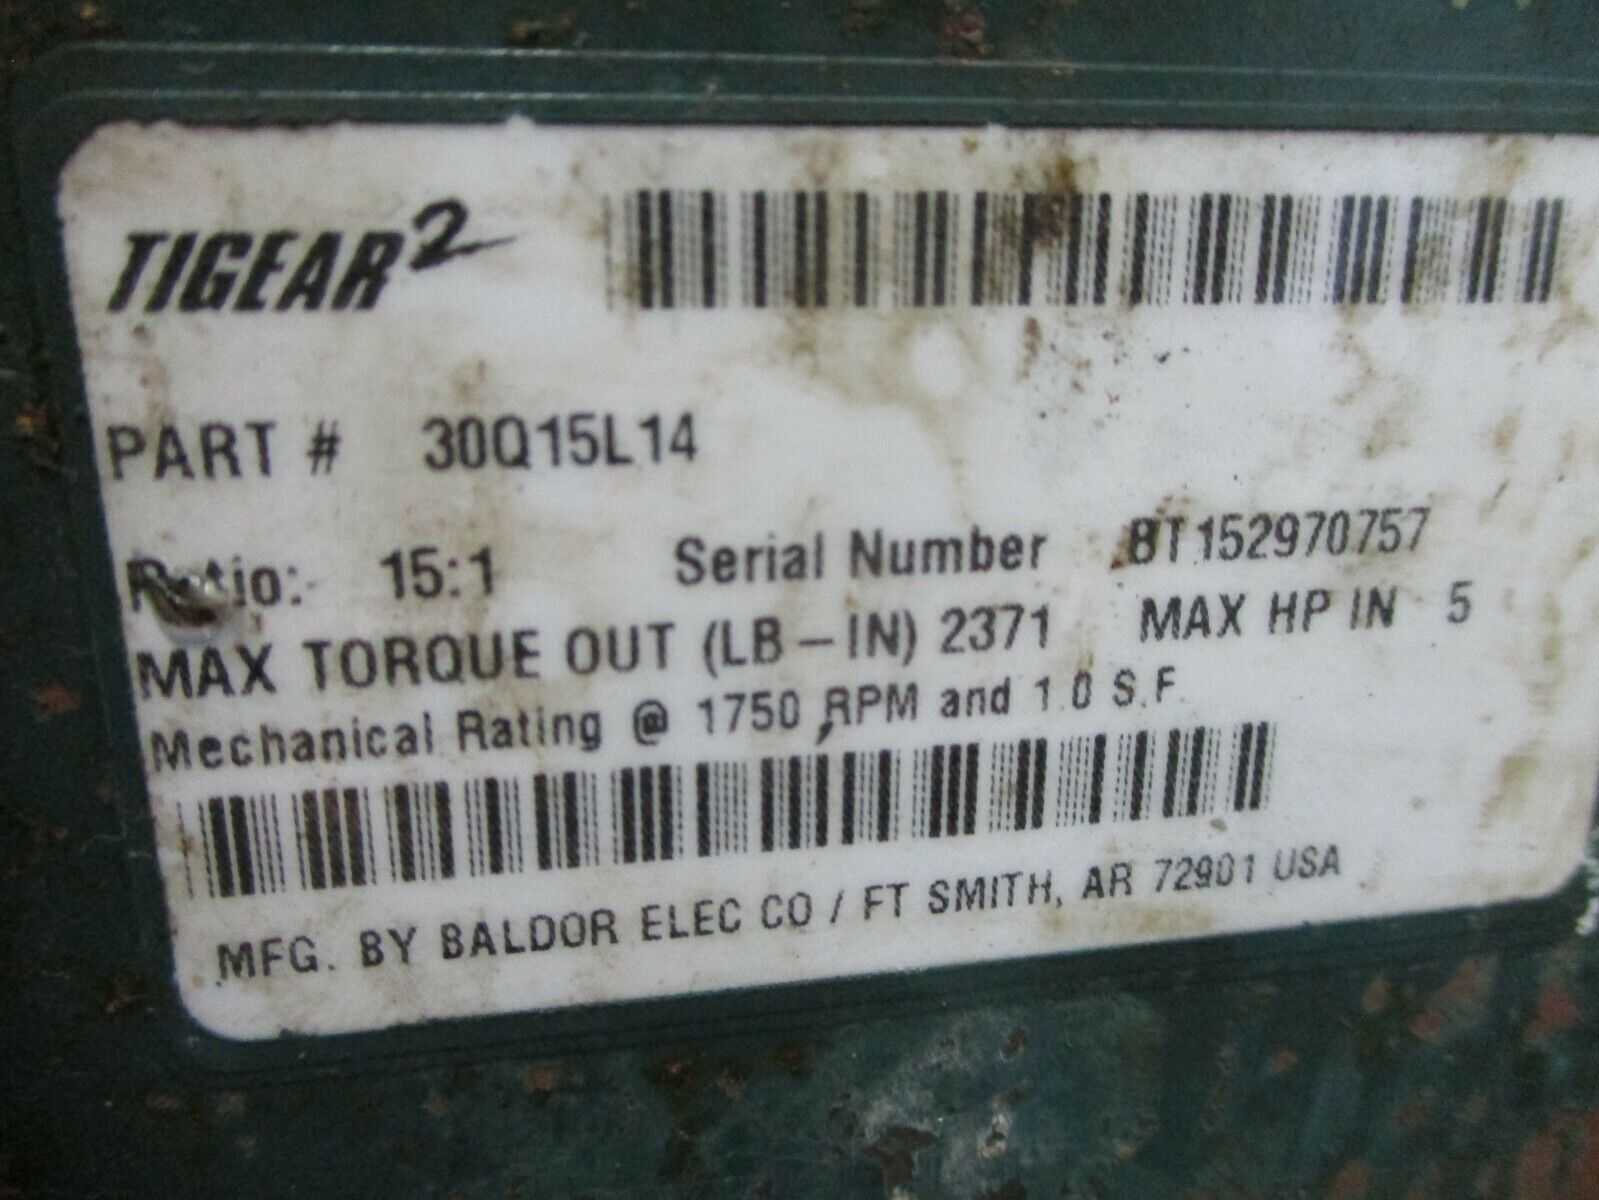 TIGEAR2
PART # 30Q15L14
Ratio: 15:1 Serial Number BT152970757
MAX TORQUE OUT (LB-IN) 2371 MAX HP IN 5
Mechanical Rating @ 1750 RPM and 1.0 S.F.
MFG. BY BALDOR ELEC CO / FT SMITH, AR 72901 USA